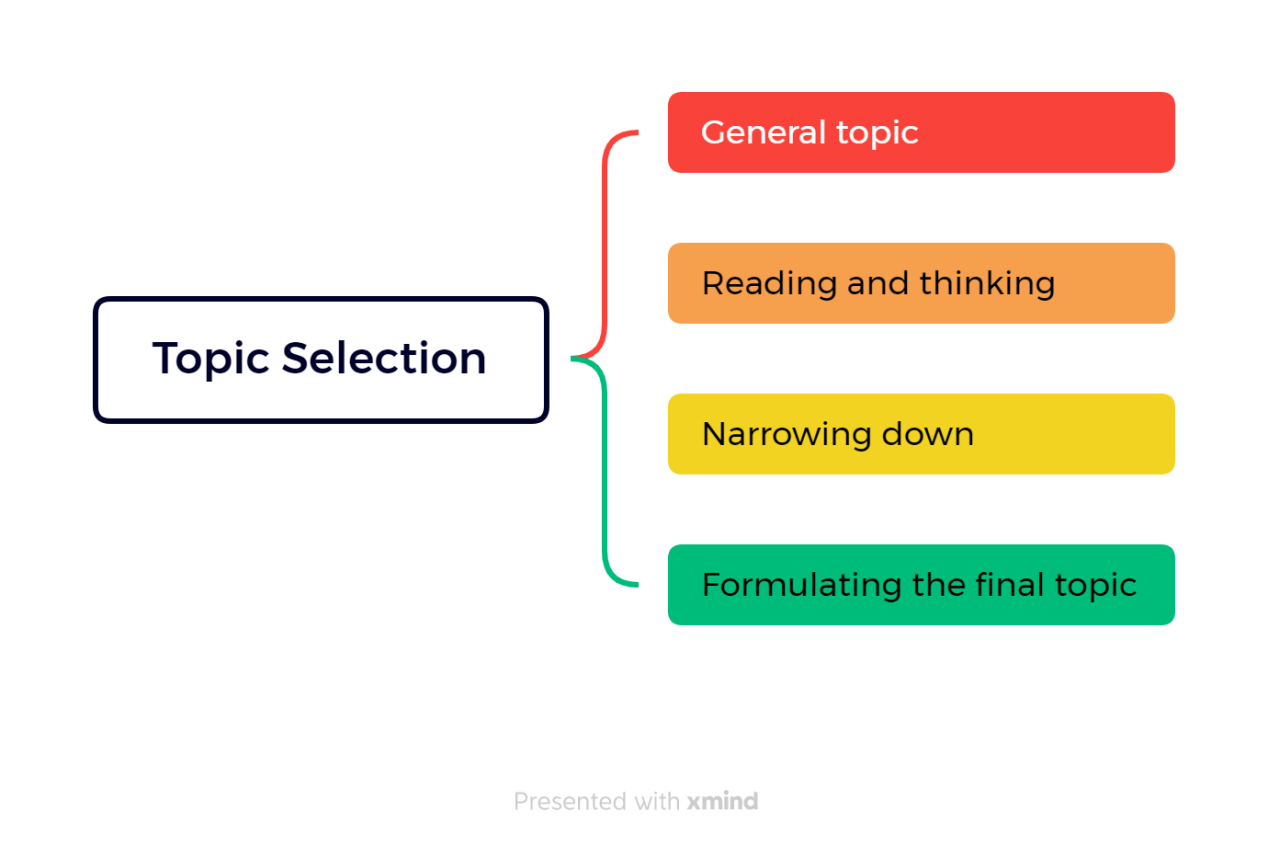 General topic
Reading and thinking
Topic Selection
Narrowing down
Formulating the final topic
Presented with xmind